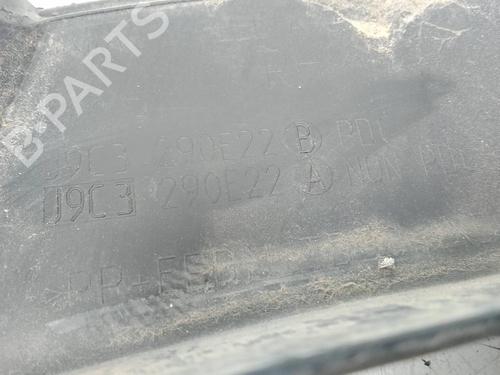 B-PARTS
J9C3 290E22 B PDC
J9C3 290E22 A NON PDC